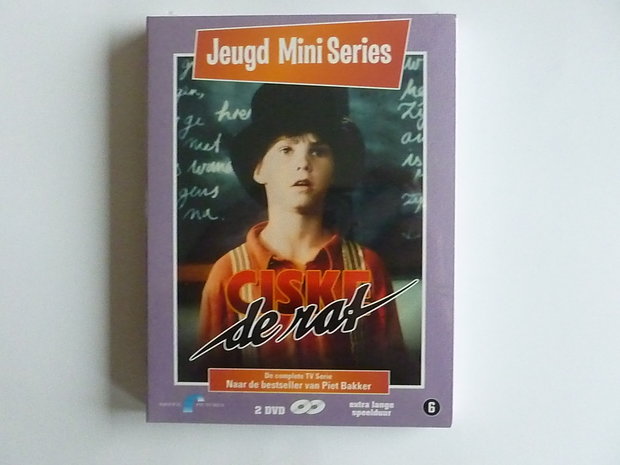 Jeugd Mini Series
ge
niet
was
gens
na.
CISKE
de rat
De complete TV Serie
Naar de bestseller van Piet Bakker
2 DVD
extra lange
speelduur
6